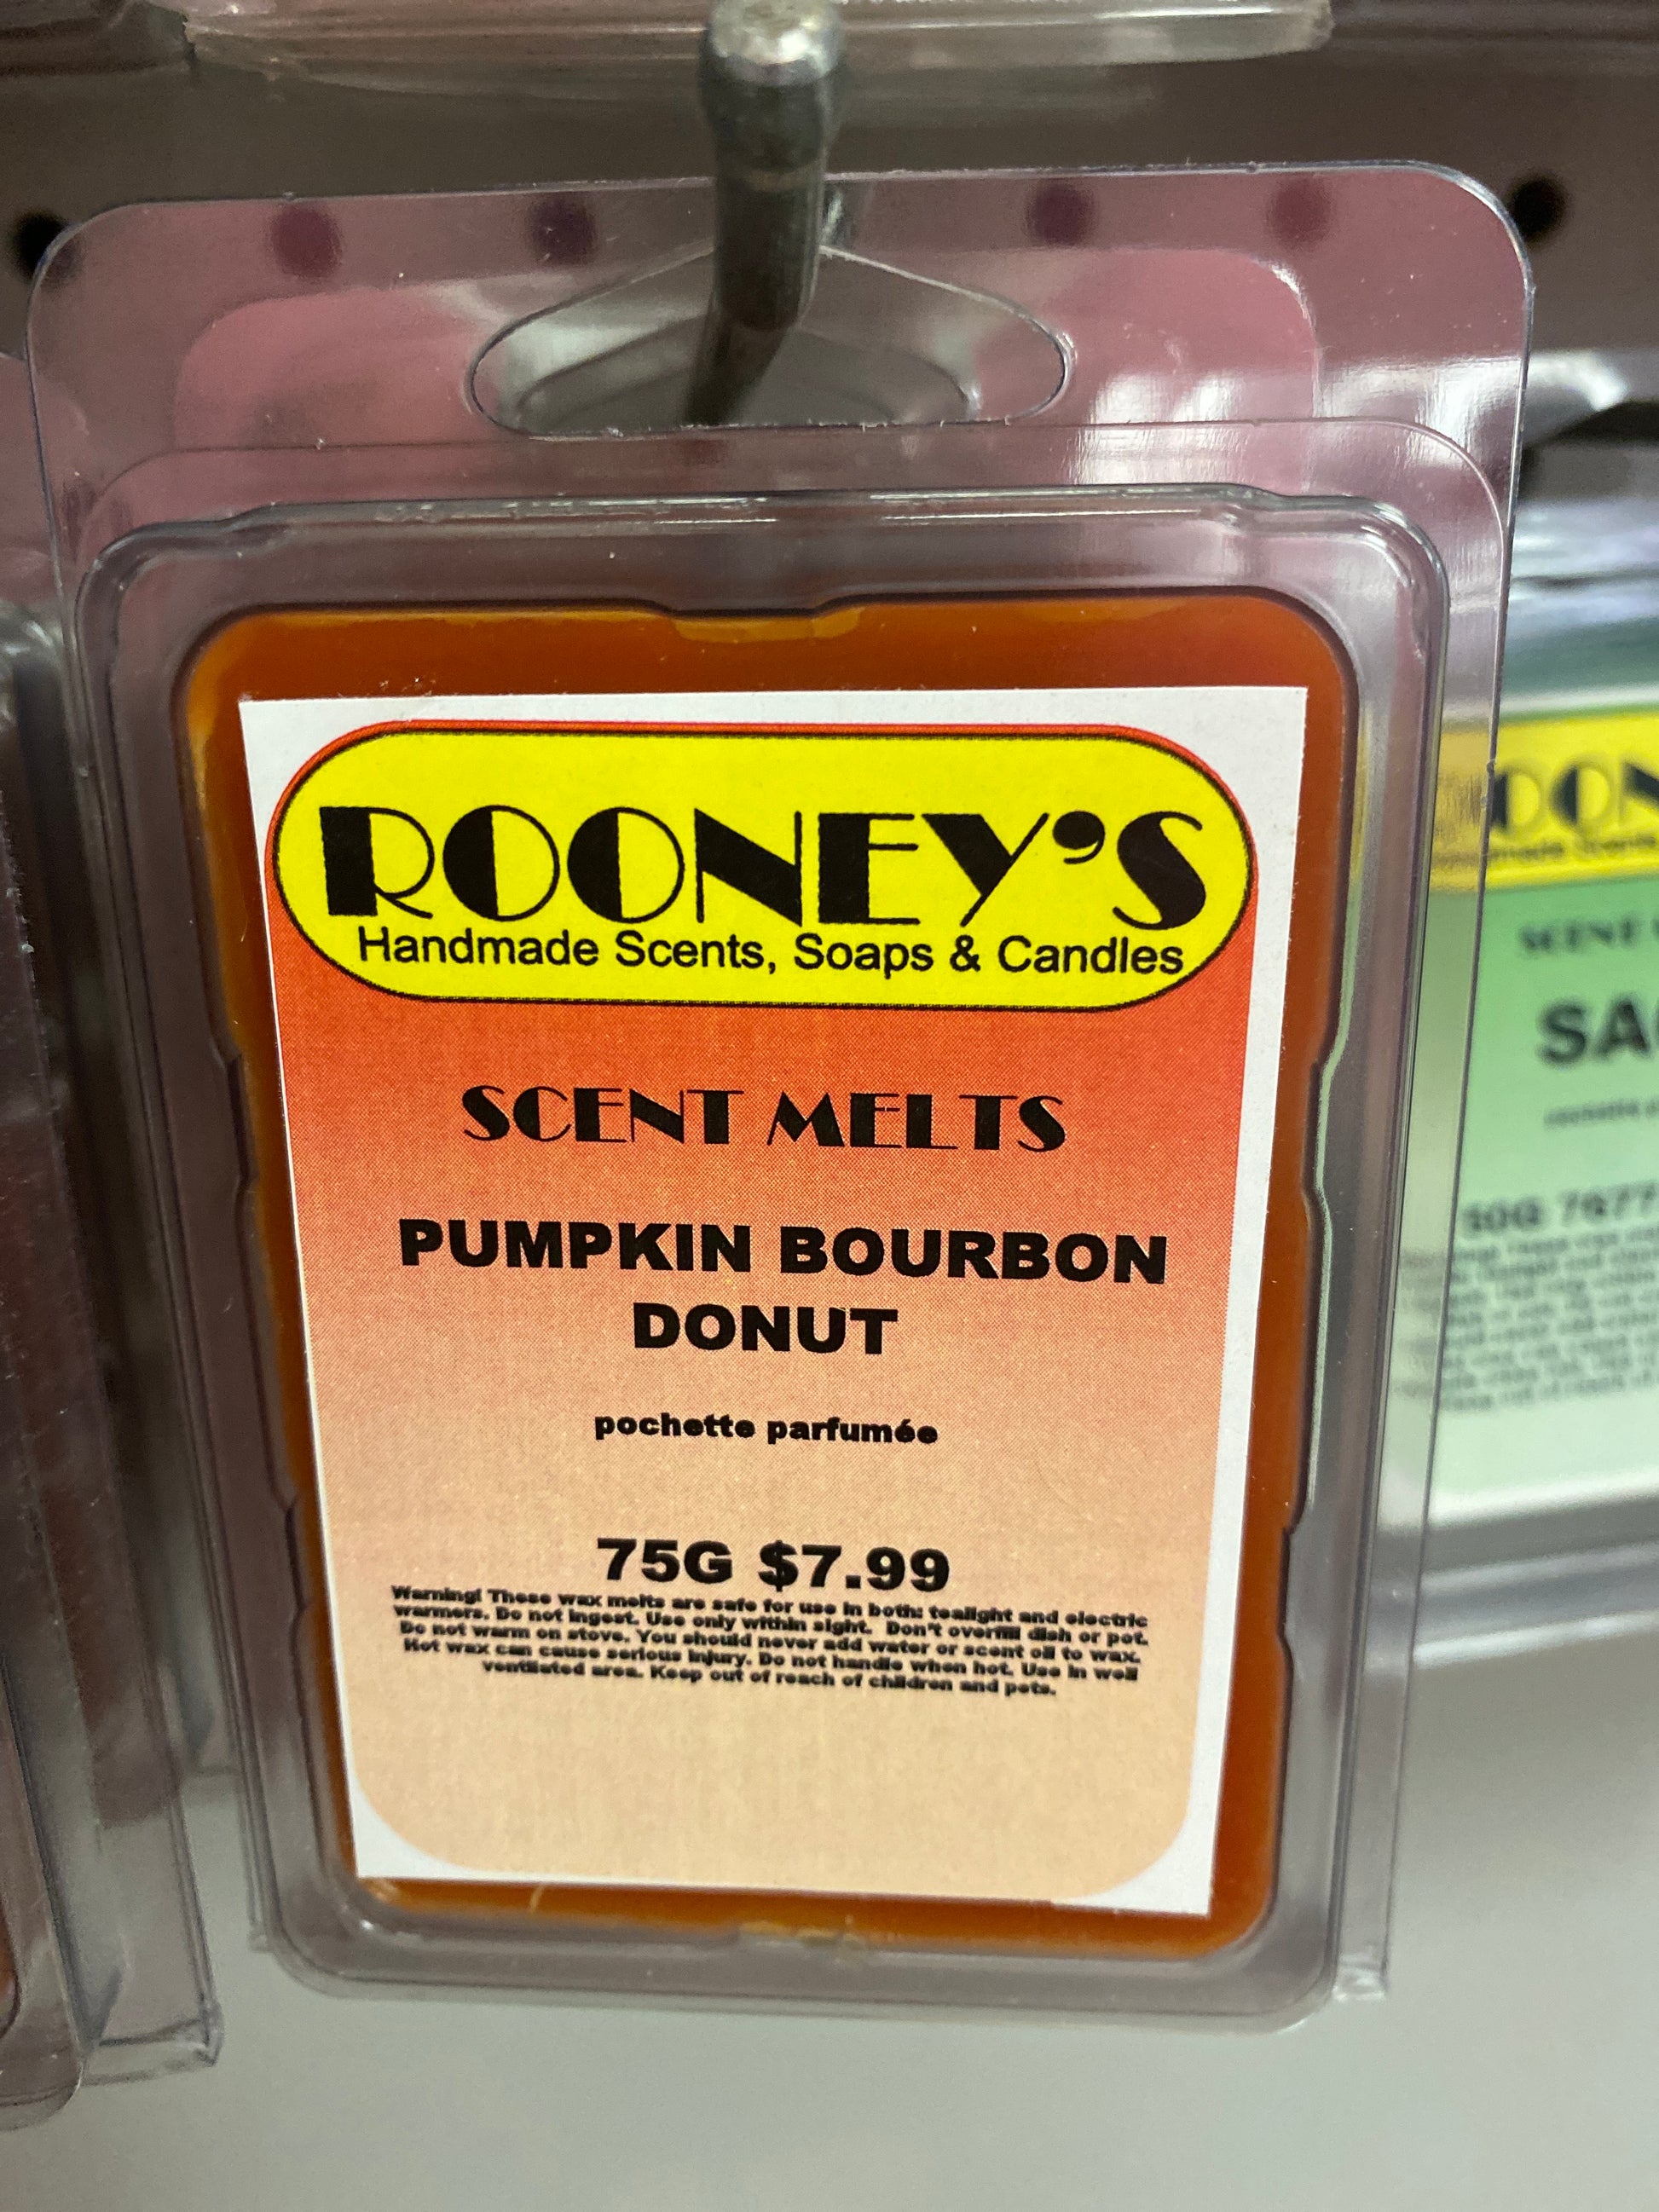 ROONEY'S
Handmade Scents, Soaps & Candles
SCENT MELTS
PUMPKIN BOURBON
DONUT
pochette parfumée
75G $7.99
Warning! These wax melts are safe for use in both: tealight and electric
warmers. Do not ingest. Use only within sight. Don't overfill dish or pot.
Do not warm on stove. You should never add water or scent oil to wax.
Hot wax can cause serious injury. Do not handle when hot. Use in well
ventilated area. Keep out of reach of children and pets.
OON
SCENT
SA